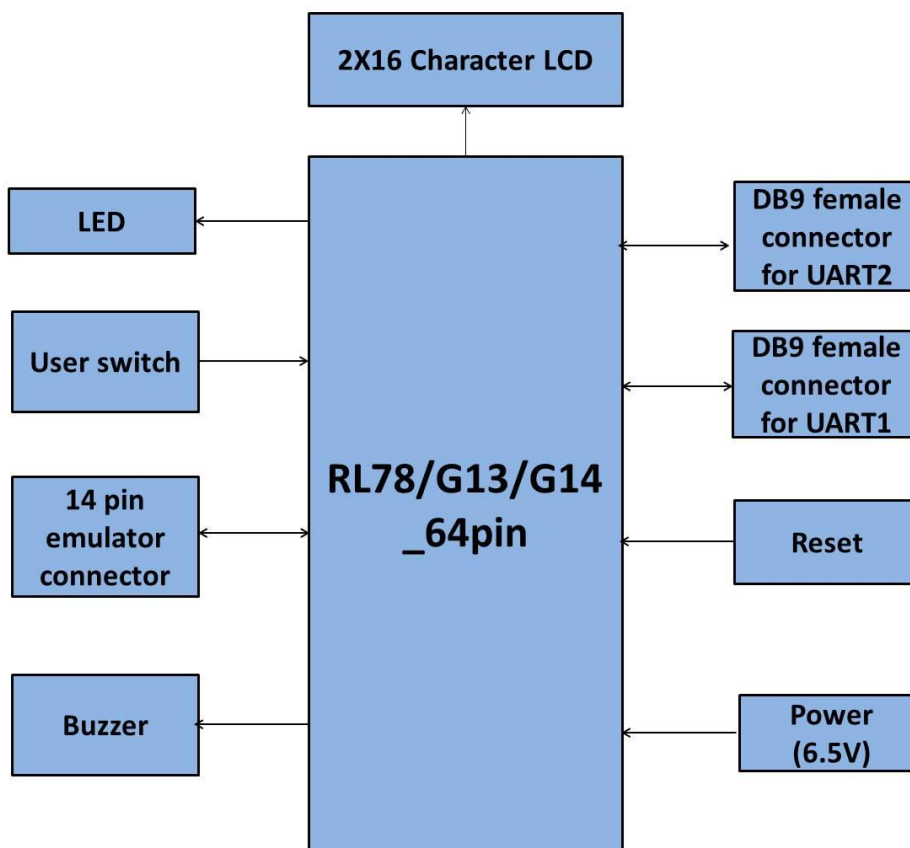 2X16 Character LCD
LED
User switch
14 pin
emulator
connector
Buzzer
RL78/G13/G14
_64pin
DB9 female
connector
for UART2
DB9 female
connector
for UART1
Reset
Power
(6.5V)